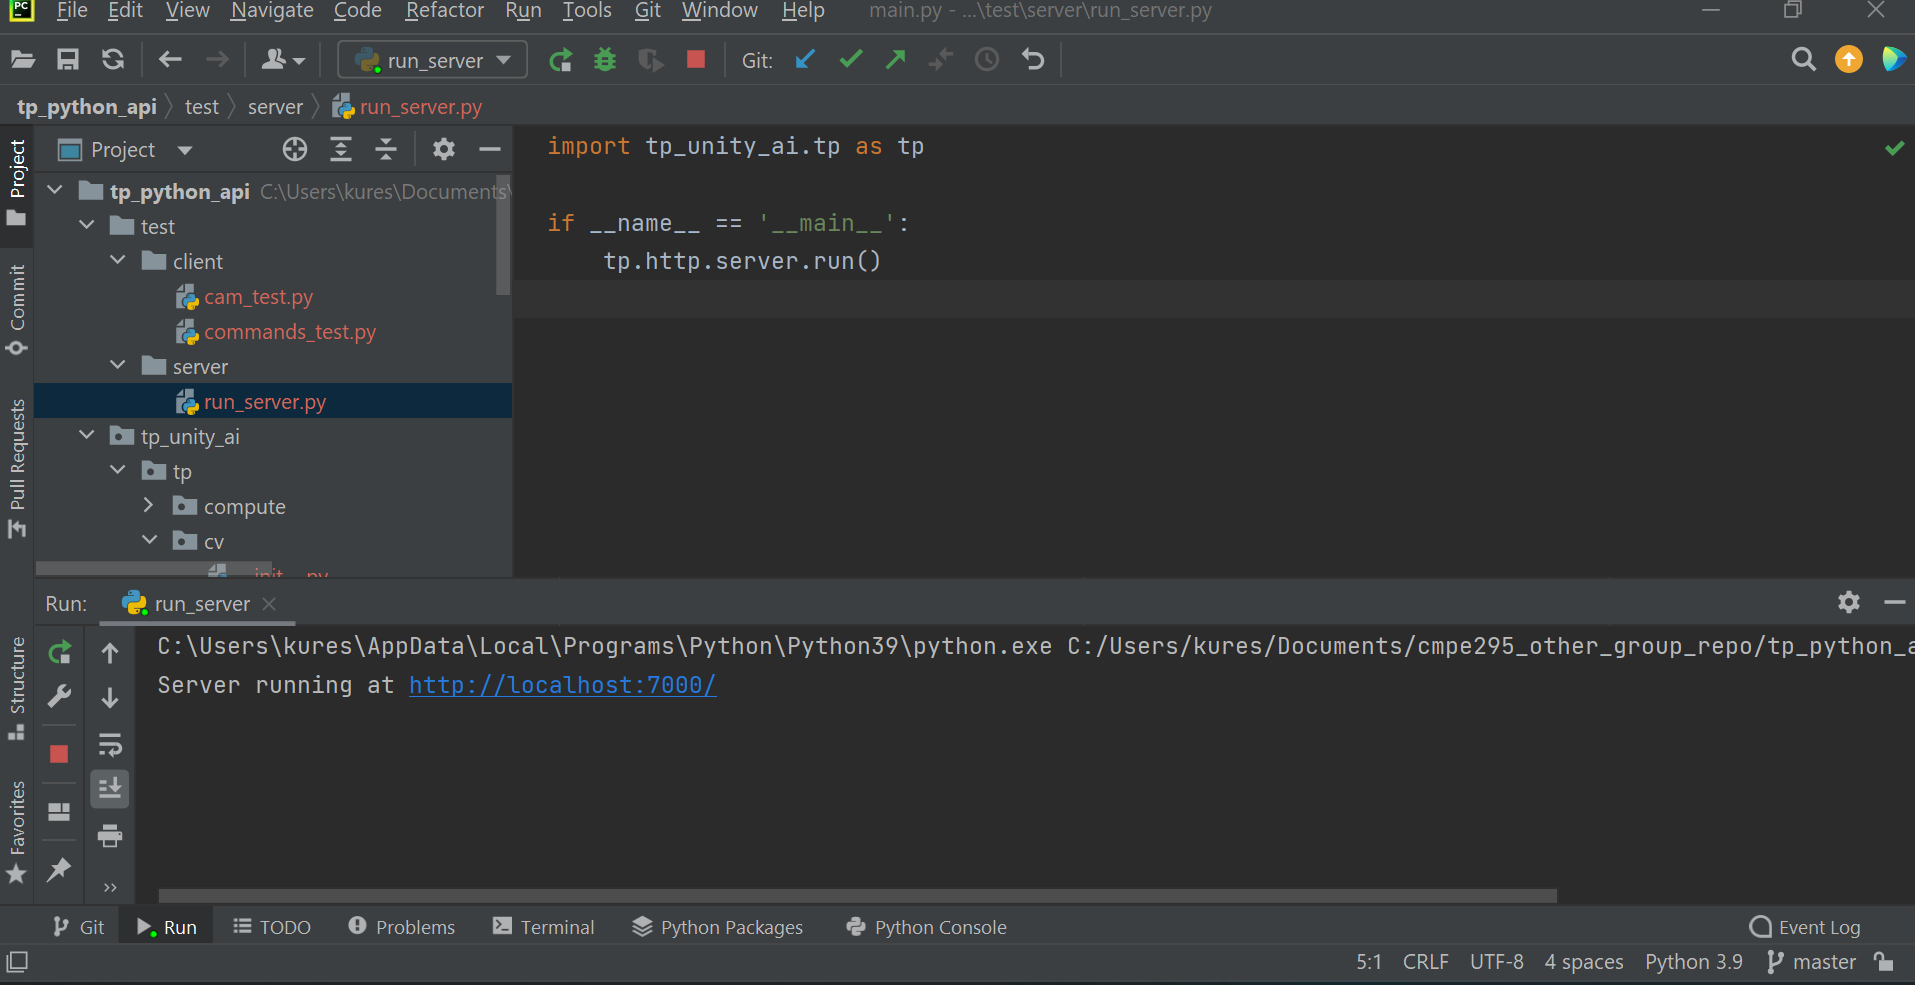 PC File Edit View Navigate Code Refactor Run Tools Git Window Help main.py - ...\test\server\run_server.py
run_server Git:
tp_python_api test server run_server.py
Project
Commit
Pull Requests
Structure
Favorites
Project
tp_python_api C:\Users\kures\Documents\
test
client
cam_test.py
commands_test.py
server
run_server.py
tp_unity_ai
tp
compute
cv
__init__.py
import tp_unity_ai.tp as tp
if __name__ == '__main__':
tp.http.server.run()
Run: run_server
C:\Users\kures\AppData\Local\Programs\Python\Python39\python.exe C:/Users/kures/Documents/cmpe295_other_group_repo/tp_python_a
Server running at http://localhost:7000/
Git Run TODO Problems Terminal Python Packages Python Console Event Log
5:1 CRLF UTF-8 4 spaces Python 3.9 master